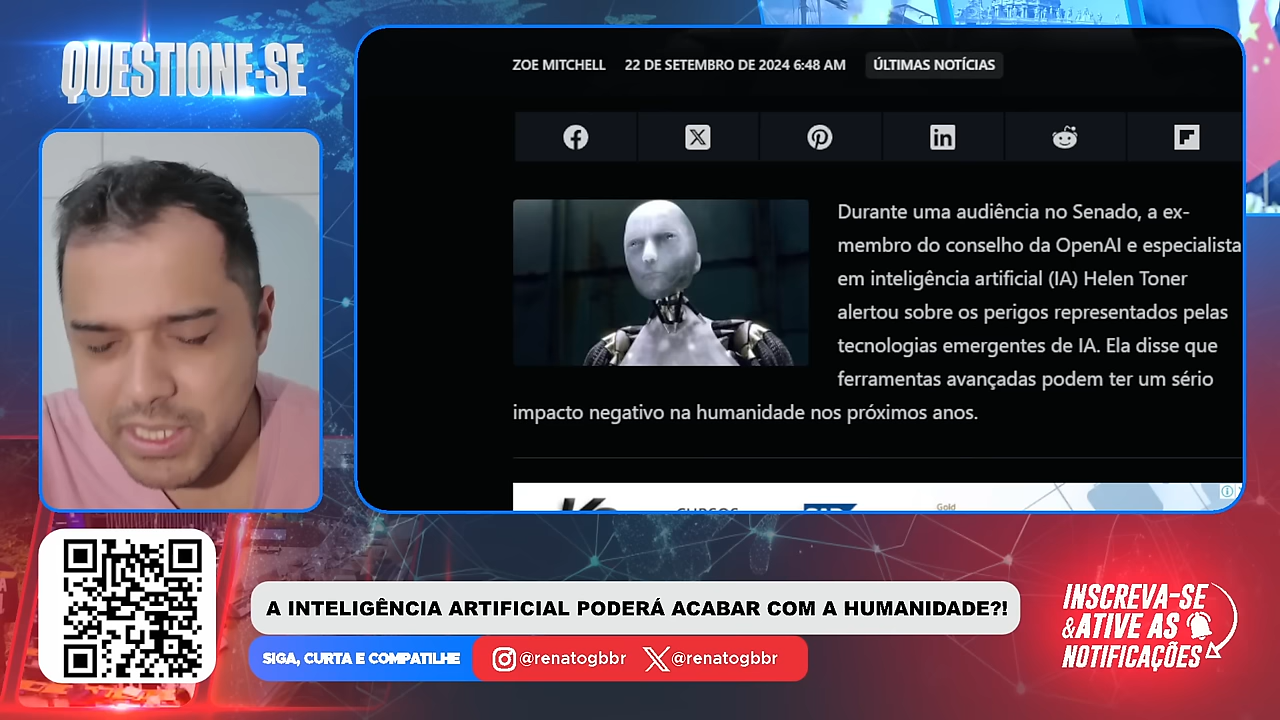 QUESTIONE-SE
ZOE MITCHELL 22 DE SETEMBRO DE 2024 6:48 AM ÚLTIMAS NOTÍCIAS
Durante uma audiência no Senado, a ex-
membro do conselho da OpenAI e especialista
em inteligência artificial (IA) Helen Toner
alertou sobre os perigos representados pelas
tecnologias emergentes de IA. Ela disse que
ferramentas avançadas podem ter um sério
impacto negativo na humanidade nos próximos anos.
Gold
A INTELIGÊNCIA ARTIFICIAL PODERÁ ACABAR COM A HUMANIDADE?!
SIGA, CURTA E COMPATILHE @renatogbbr @renatogbbr
INSCREVA-SE
&ATIVE AS
NOTIFICAÇÕES